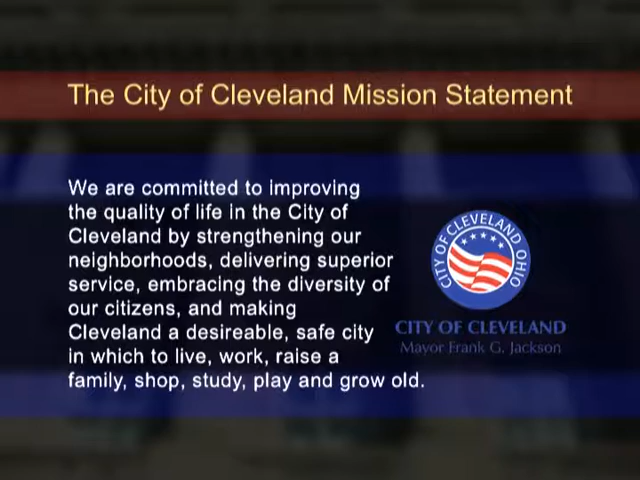 The City of Cleveland Mission Statement
We are committed to improving
the quality of life in the City of
Cleveland by strengthening our
neighborhoods, delivering superior
service, embracing the diversity of
our citizens, and making
Cleveland a desireable, safe city
in which to live, work, raise a
family, shop, study, play and grow old.
CITY OF CLEVELAND, OHIO
CITY OF CLEVELAND
Mayor Frank G. Jackson